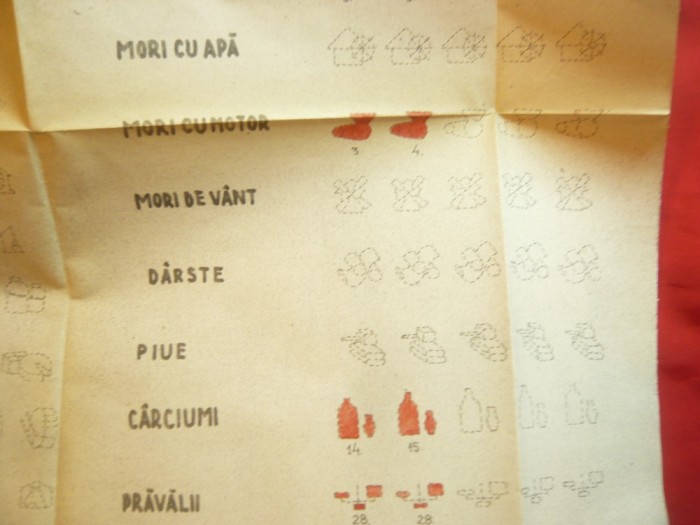 MORI CU APĂ
MORI CU MOTOR
3. 4.
MORI DE VÂNT
DÂRSTE
PIUE
CÂRCIUMI
14. 15.
PRĂVĂLII
28. 28.